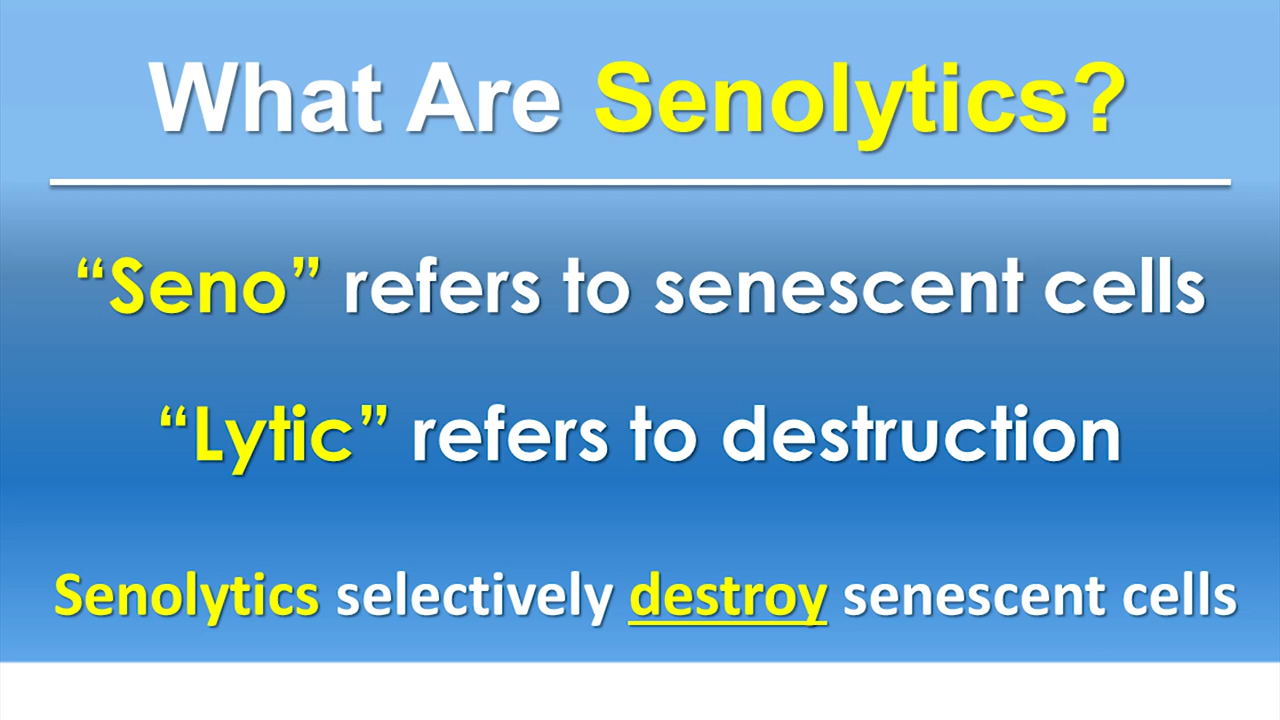 What Are Senolytics?
“Seno” refers to senescent cells
“Lytic” refers to destruction
Senolytics selectively destroy senescent cells